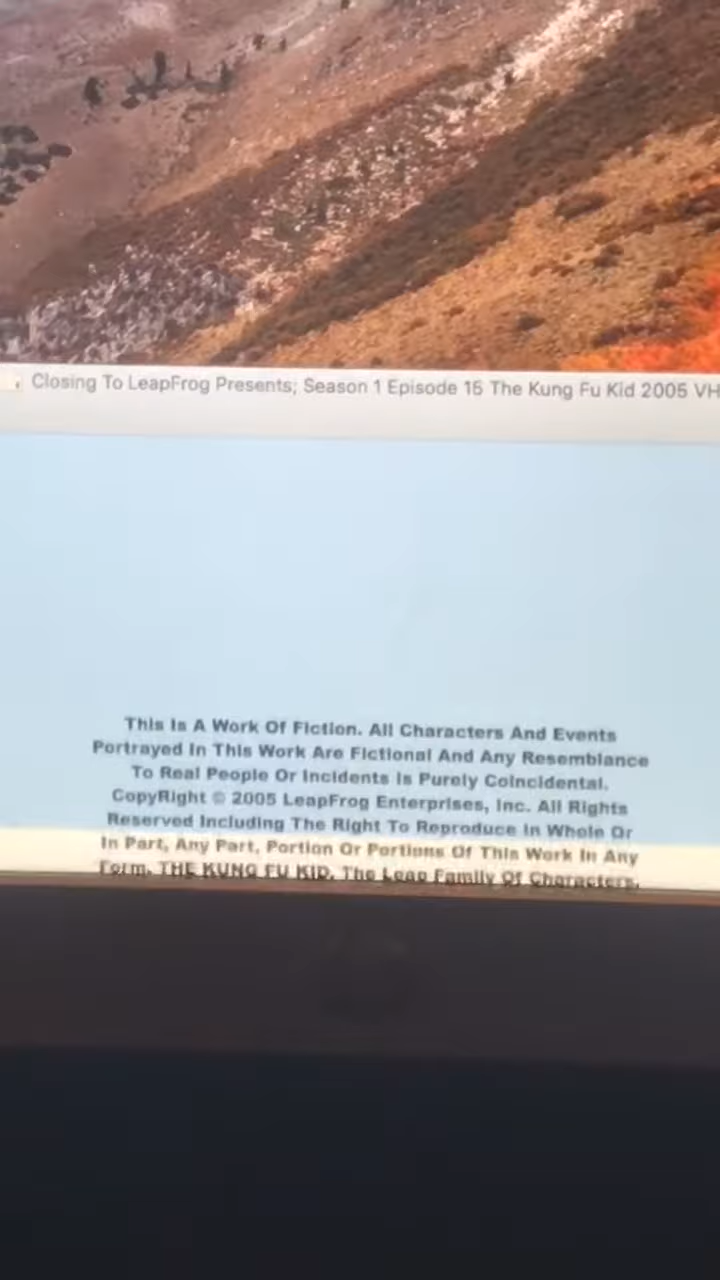 Closing To LeapFrog Presents; Season 1 Episode 15 The Kung Fu Kid 2005 VH
This Is A Work Of Fiction. All Characters And Events
Portrayed In This Work Are Fictional And Any Resemblance
To Real People Or Incidents Is Purely Coincidental.
CopyRight © 2005 LeapFrog Enterprises, Inc. All Rights
Reserved Including The Right To Reproduce In Whole Or
In Part, Any Part, Portion Or Portions Of This Work In Any
Form. THE KUNG FU KID. The Leap Family Of Characters,